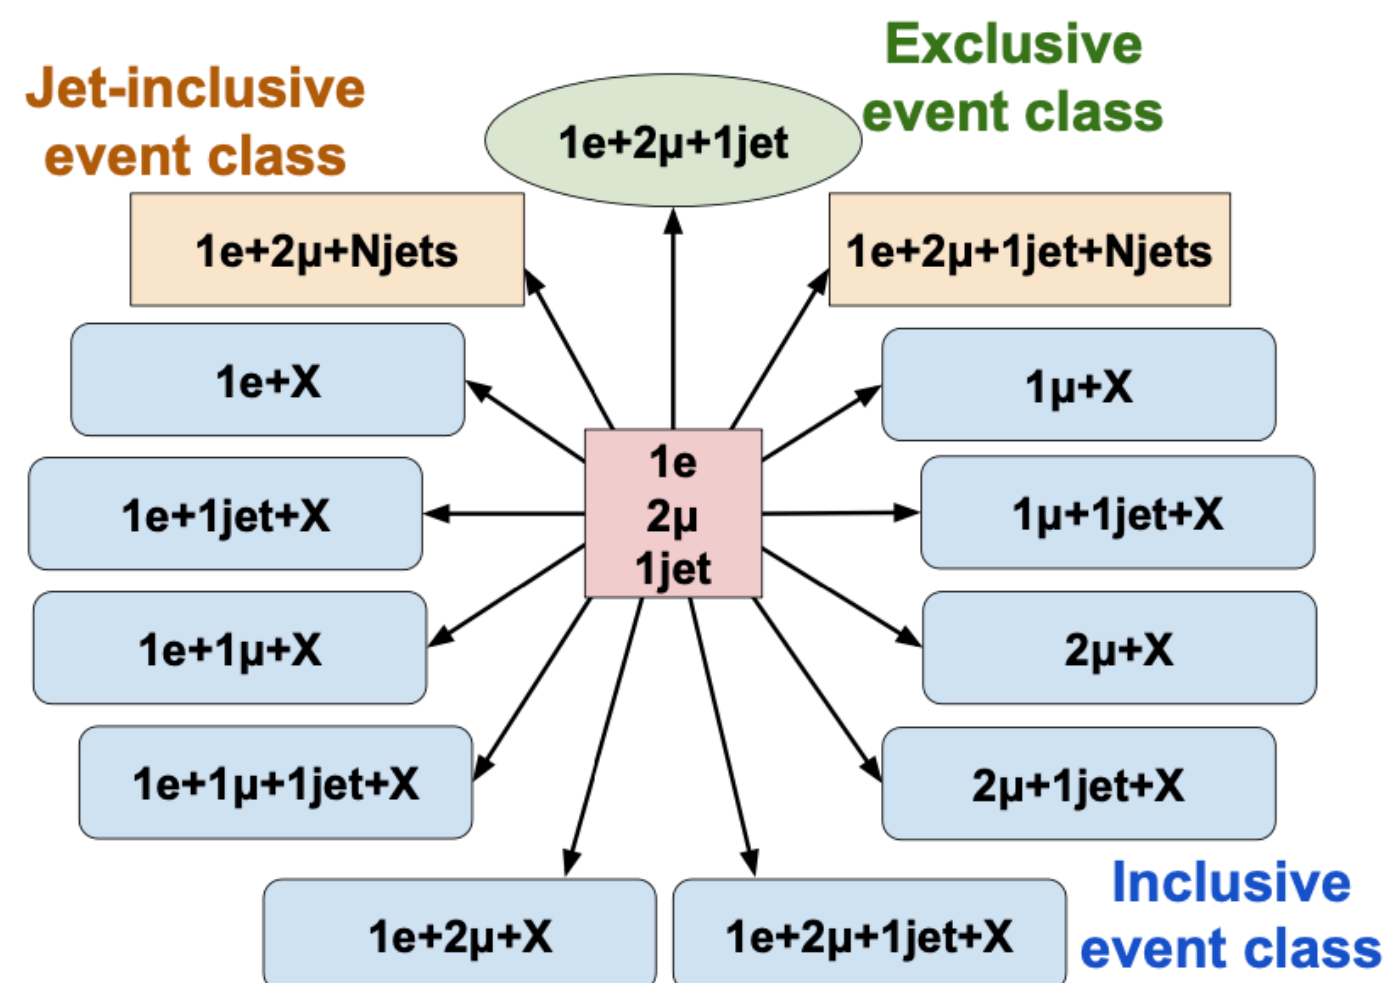 Exclusive
event class
Jet-inclusive
event class
1e+2μ+1jet
1e+2μ+Njets
1e+2μ+1jet+Njets
1e+X
1μ+X
1e
2μ
1jet
1e+1jet+X
1μ+1jet+X
1e+1μ+X
2μ+X
1e+1μ+1jet+X
2μ+1jet+X
1e+2μ+X
1e+2μ+1jet+X
Inclusive
event class